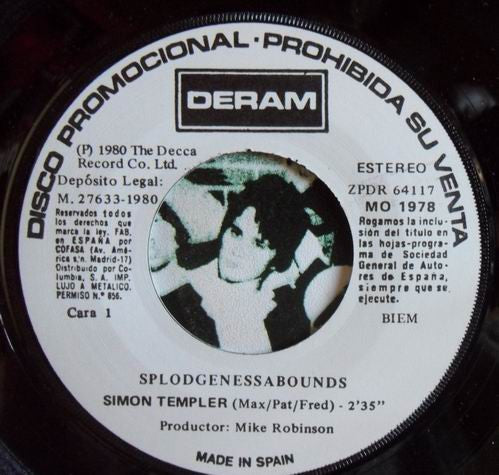 DISCO PROMOCIONAL · PROHIBIDA SU VENTA
DERAM
(P) 1980 The Decca
Record Co. Ltd.
Depósito Legal:
M. 27633-1980
Reservados todos
los derechos que
marca la ley. FAB.
en ESPAÑA por
COFASA (Av. Amé-
rica s/n. Madrid-17)
Distribuido por Co-
lumbia, S. A. IMP.
LUJO A METALICO.
PERMISO N.º 856.
Cara 1
ESTEREO
ZPDR 64117
MO 1978
Rogamos la inclu-
sión del título en
las hojas-progra-
ma de Sociedad
General de Auto-
res de España,
siempre que se
ejecute.
BIEM
SPLODGENESSABOUNDS
SIMON TEMPLER (Max/Pat/Fred) - 2'35"
Productor: Mike Robinson
MADE IN SPAIN